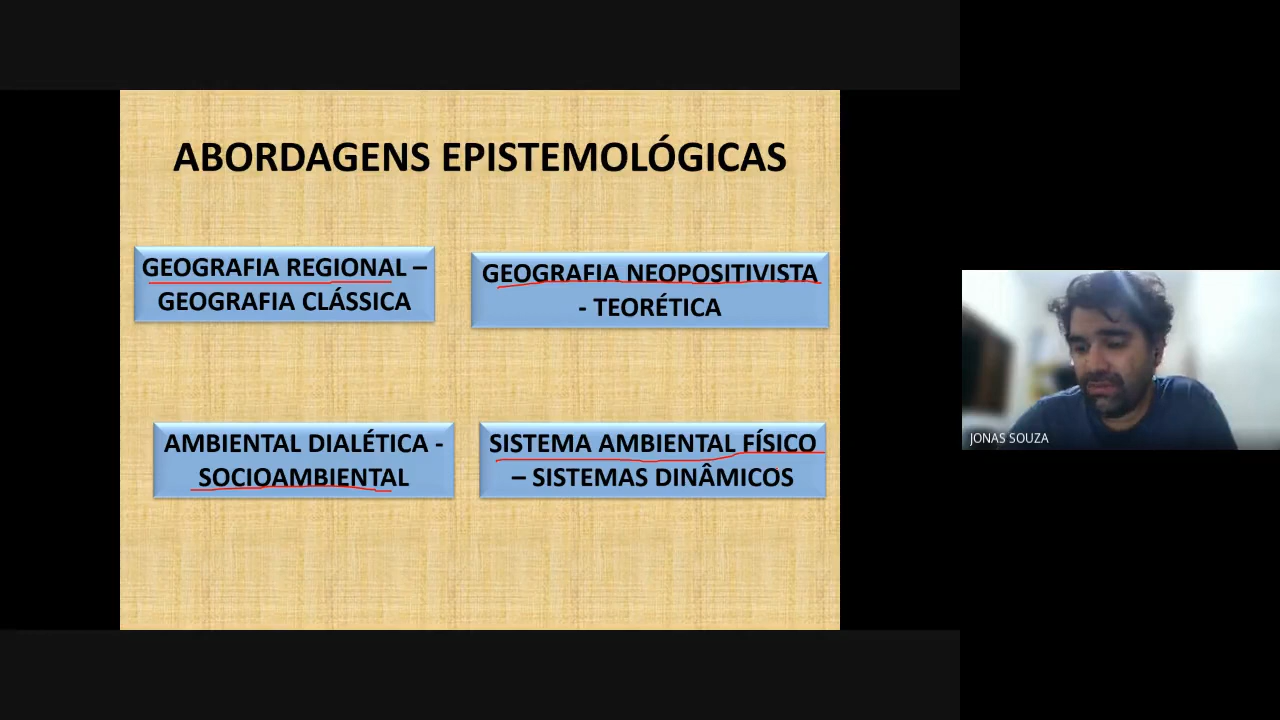 ABORDAGENS EPISTEMOLÓGICAS
GEOGRAFIA REGIONAL –
GEOGRAFIA CLÁSSICA
GEOGRAFIA NEOPOSITIVISTA
- TEORÉTICA
AMBIENTAL DIALÉTICA -
SOCIOAMBIENTAL
SISTEMA AMBIENTAL FÍSICO
– SISTEMAS DINÂMICOS
JONAS SOUZA